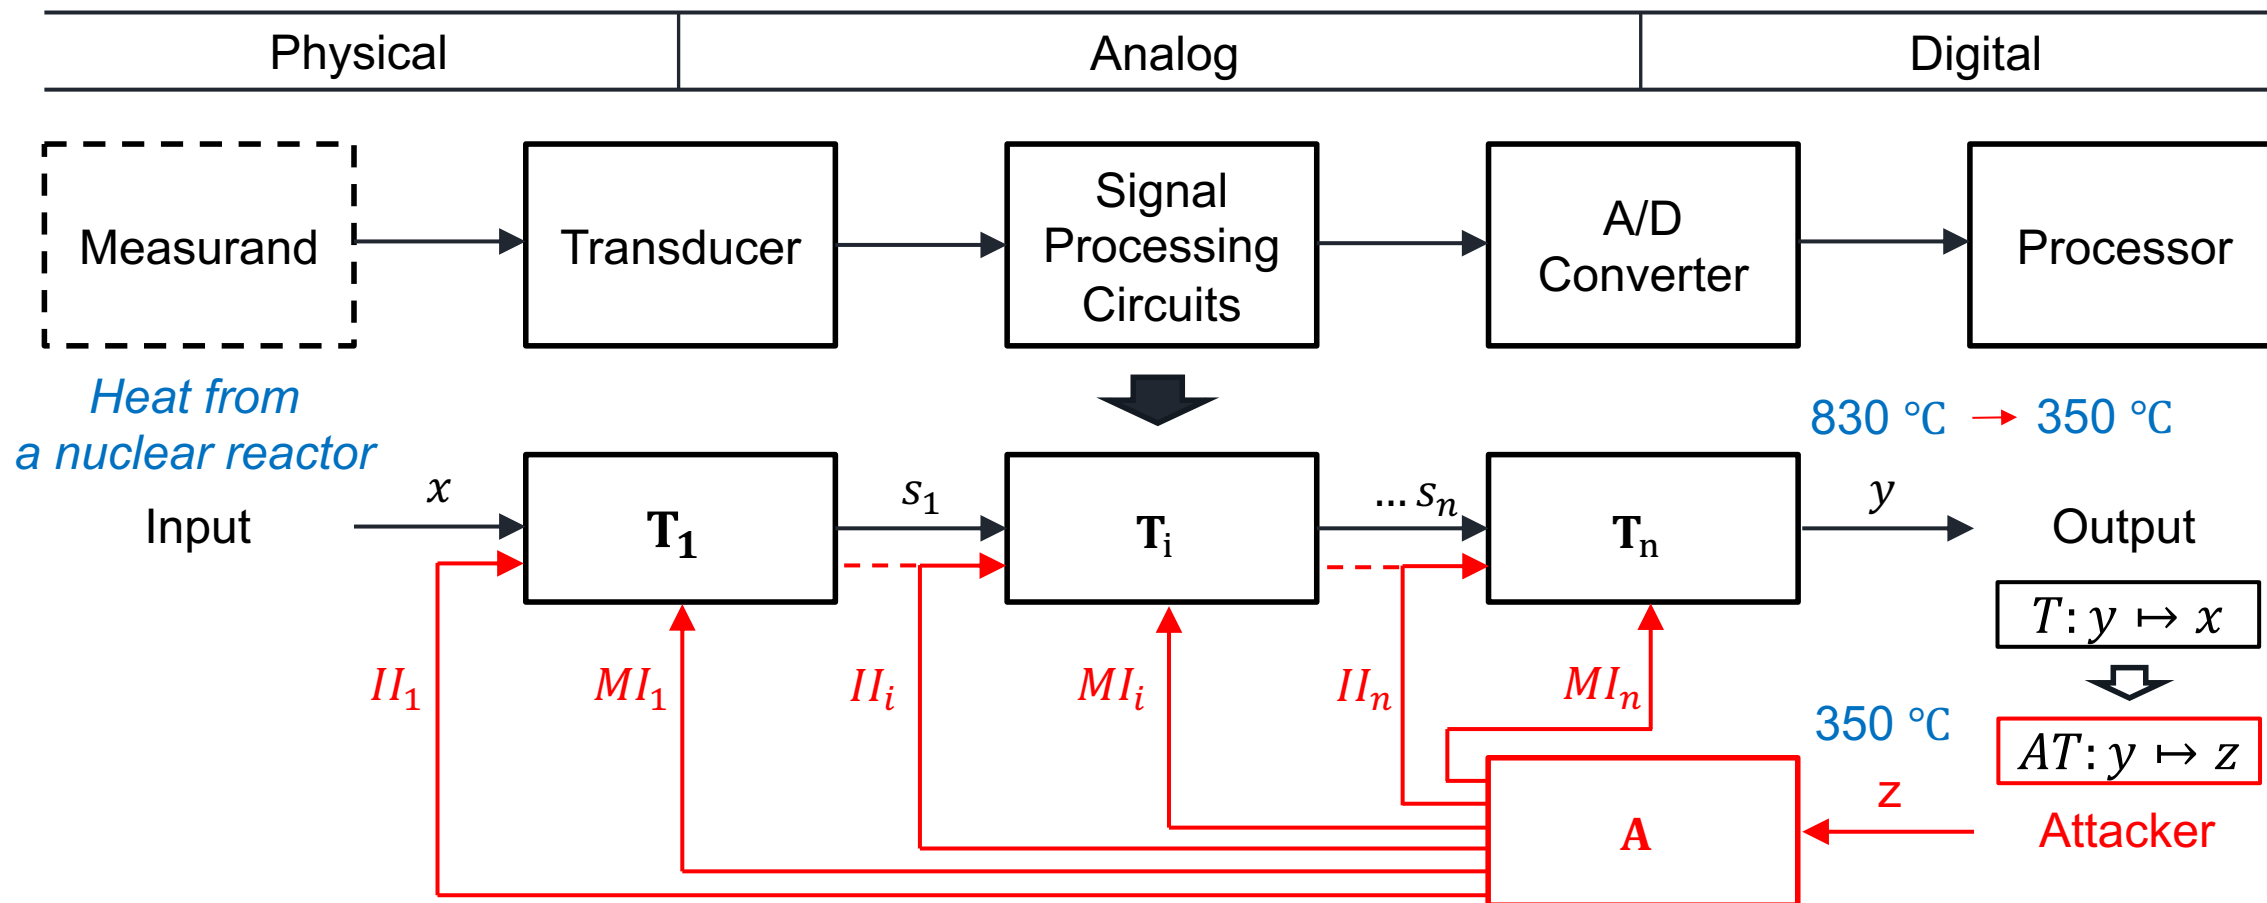 Physical
Analog
Digital
Measurand
Transducer
Signal
Processing
Circuits
A/D
Converter
Processor
Heat from
a nuclear reactor
830 ℃ → 350 ℃
Input
x
T₁
s₁
Tᵢ
... sₙ
Tₙ
y
Output
T: y ↦ x
II₁
MI₁
IIᵢ
MIᵢ
IIₙ
MIₙ
350 ℃
AT: y ↦ z
A
z
Attacker